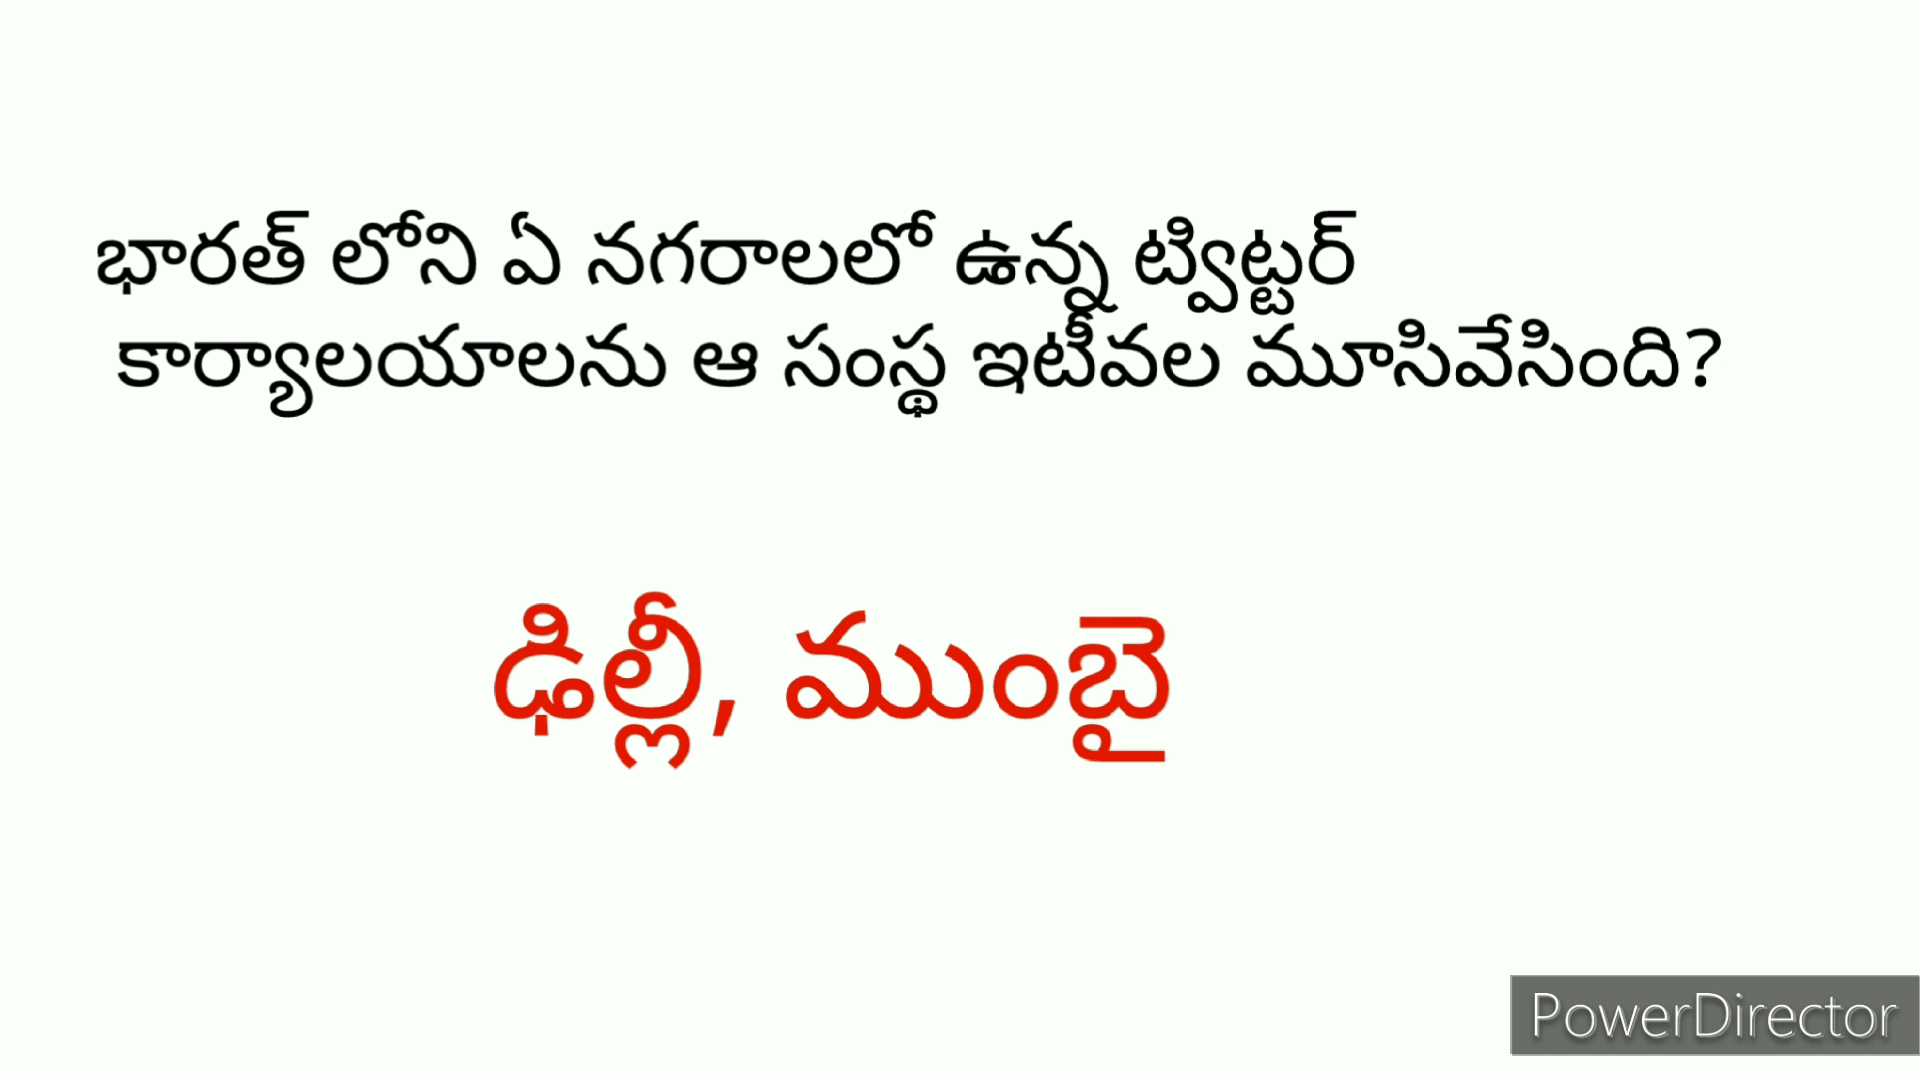 భారత్ లోని ఏ నగరాలలో ఉన్న ట్విట్టర్
కార్యాలయాలను ఆ సంస్థ ఇటీవల మూసివేసింది?
ఢిల్లీ, ముంబై
PowerDirector